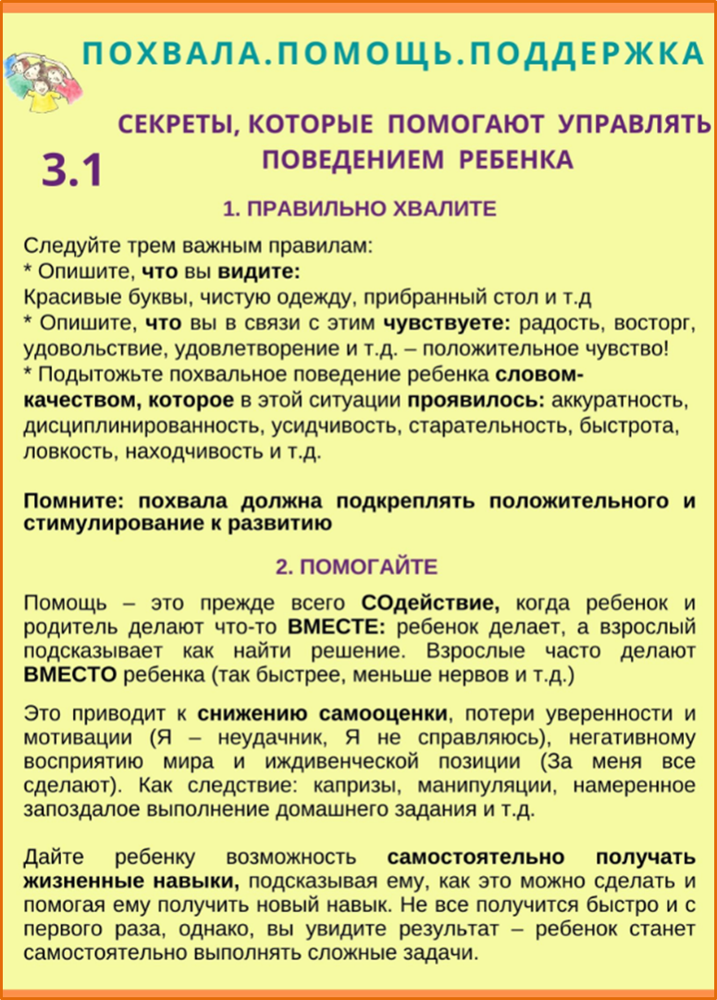 ПОХВАЛА.ПОМОЩЬ.ПОДДЕРЖКА
СЕКРЕТЫ, КОТОРЫЕ ПОМОГАЮТ УПРАВЛЯТЬ
ПОВЕДЕНИЕМ РЕБЕНКА
3.1
1. ПРАВИЛЬНО ХВАЛИТЕ
Следуйте трем важным правилам:
* Опишите, что вы видите:
Красивые буквы, чистую одежду, прибранный стол и т.д
* Опишите, что вы в связи с этим чувствуете: радость, восторг,
удовольствие, удовлетворение и т.д. – положительное чувство!
* Подытожьте похвальное поведение ребенка словом-
качеством, которое в этой ситуации проявилось: аккуратность,
дисциплинированность, усидчивость, старательность, быстрота,
ловкость, находчивость и т.д.
Помните: похвала должна подкреплять положительного и
стимулирование к развитию
2. ПОМОГАЙТЕ
Помощь – это прежде всего СОдействие, когда ребенок и
родитель делают что-то ВМЕСТЕ: ребенок делает, а взрослый
подсказывает как найти решение. Взрослые часто делают
ВМЕСТО ребенка (так быстрее, меньше нервов и т.д.)
Это приводит к снижению самооценки, потери уверенности и
мотивации (Я – неудачник, Я не справляюсь), негативному
восприятию мира и иждивенческой позиции (За меня все
сделают). Как следствие: капризы, манипуляции, намеренное
запоздалое выполнение домашнего задания и т.д.
Дайте ребенку возможность самостоятельно получать
жизненные навыки, подсказывая ему, как это можно сделать и
помогая ему получить новый навык. Не все получится быстро и с
первого раза, однако, вы увидите результат – ребенок станет
самостоятельно выполнять сложные задачи.